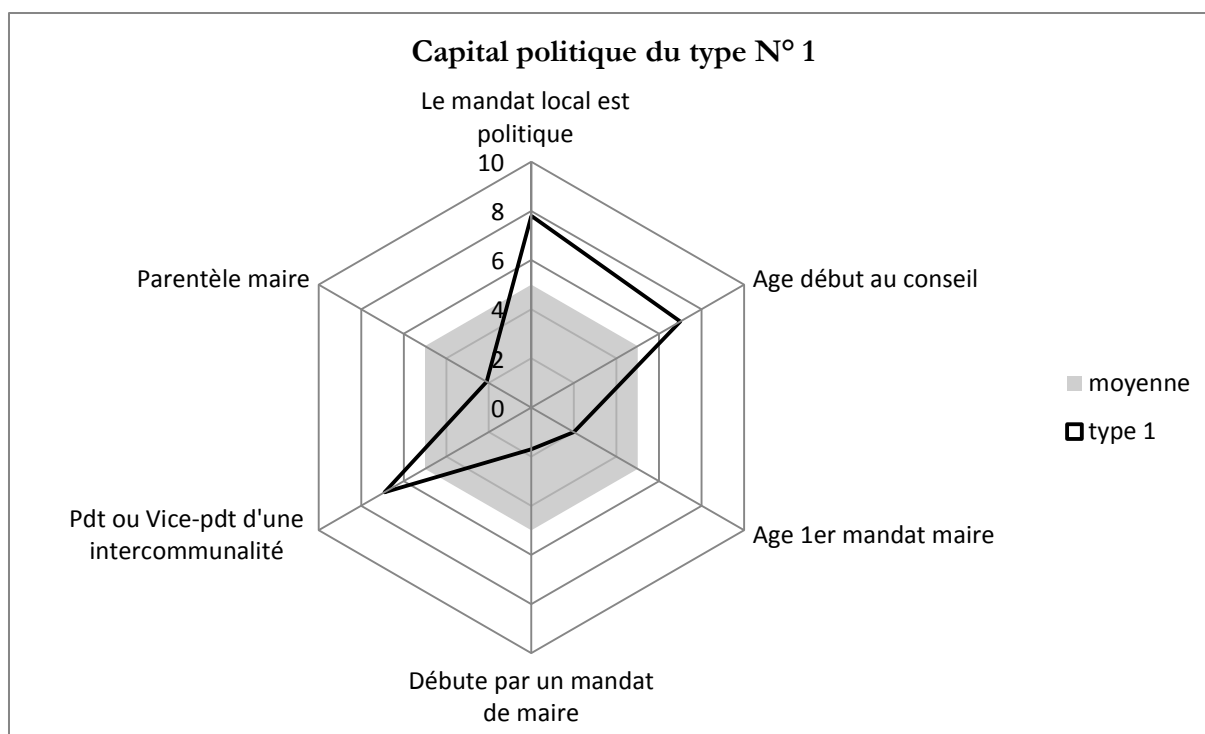 Capital politique du type N° 1
Le mandat local est
politique
10
8
6
4
2
0
Age début au conseil
Parentèle maire
moyenne
type 1
Age 1er mandat maire
Pdt ou Vice-pdt d'une
intercommunalité
Débute par un mandat
de maire